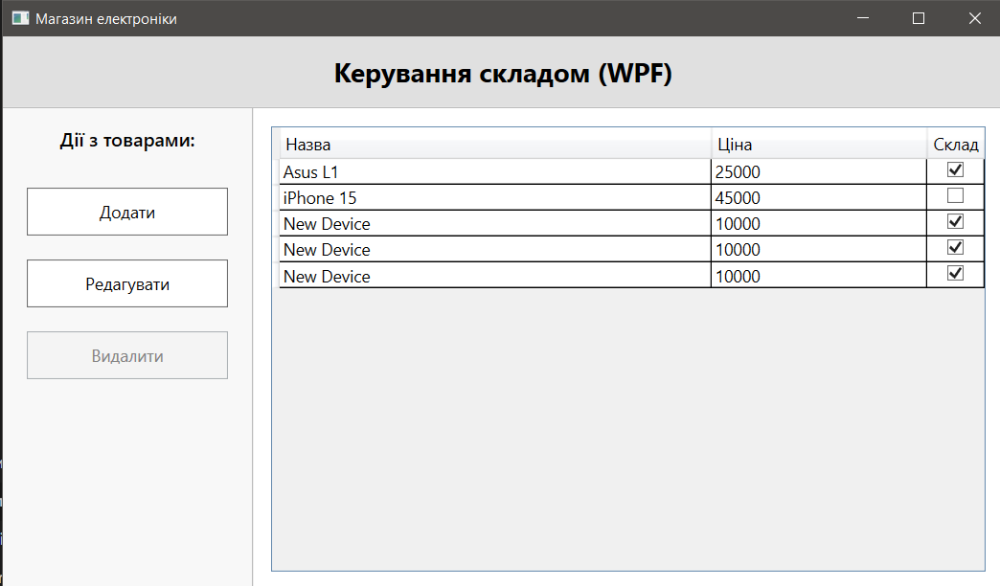 Магазин електроніки
Керування складом (WPF)
Дії з товарами:
Додати
Редагувати
Видалити
Назва Ціна Склад
Asus L1 25000
iPhone 15 45000
New Device 10000
New Device 10000
New Device 10000